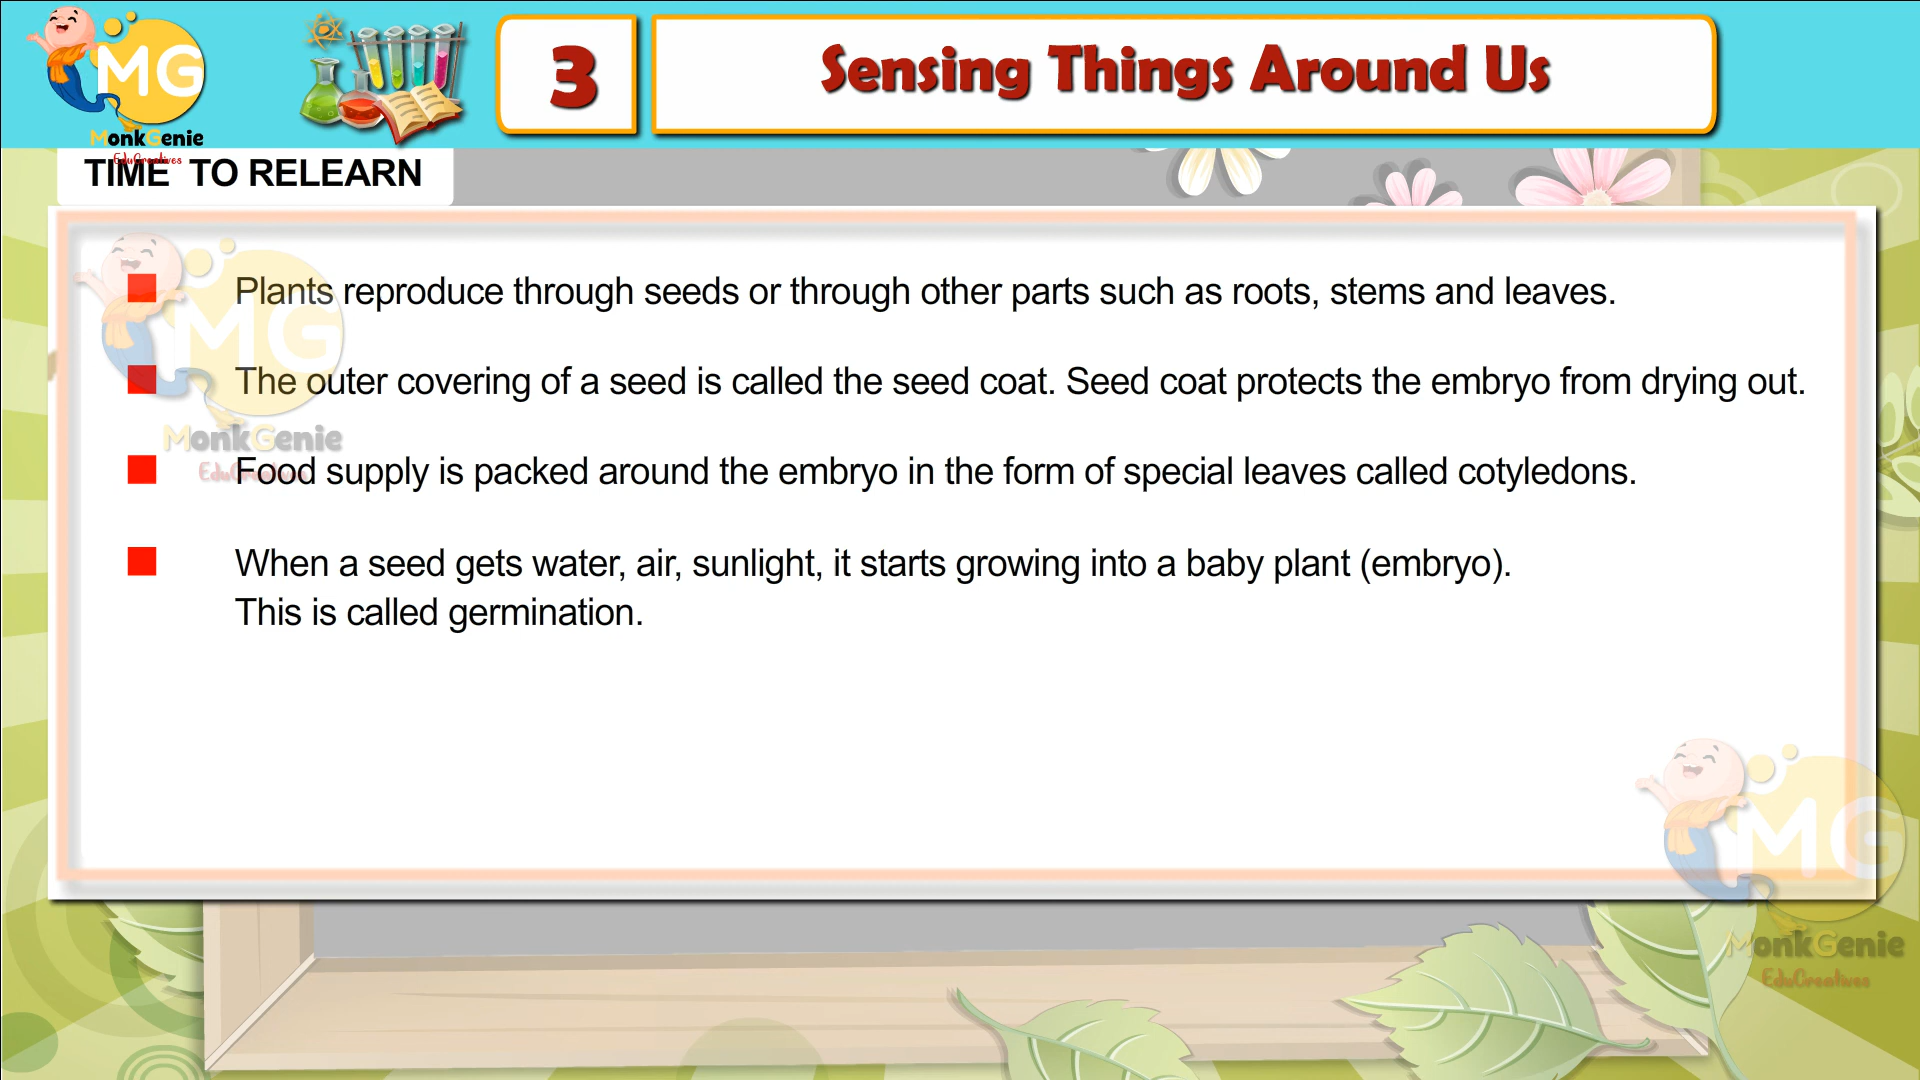 MG
MonkGenie
EduCreatives
3
Sensing Things Around Us
TIME TO RELEARN
Plants reproduce through seeds or through other parts such as roots, stems and leaves.
The outer covering of a seed is called the seed coat. Seed coat protects the embryo from drying out.
Food supply is packed around the embryo in the form of special leaves called cotyledons.
When a seed gets water, air, sunlight, it starts growing into a baby plant (embryo).
This is called germination.
MG
MonkGenie
EduCreatives
MG
MonkGenie
EduCreatives